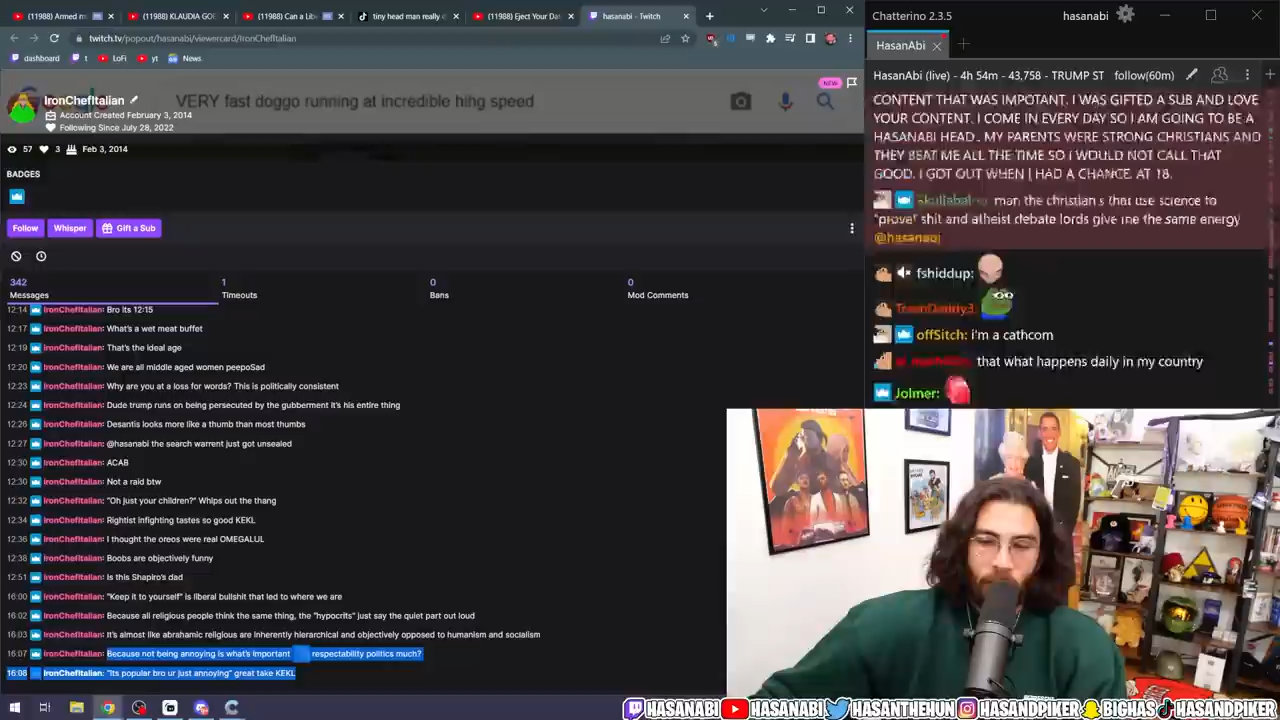 (11988) Armed m
(11988) KLAUDIA GOE
(11988) Can a Libe
tiny head man really d
(11988) Eject Your Dat
hasanabi - Twitch
twitch.tv/popout/hasanabi/viewercard/IronChefItalian
dashboard
t
LoFi
yt
News
IronChefItalian
Account Created February 3, 2014
Following Since July 28, 2022
VERY fast doggo running at incredible hihg speed
NEW
57
3
Feb 3, 2014
BADGES
Follow
Whisper
Gift a Sub
342
Messages
1
Timeouts
0
Bans
0
Mod Comments
12:14 IronChefItalian: Bro its 12:15
12:17 IronChefItalian: What's a wet meat buffet
12:19 IronChefItalian: That's the ideal age
12:20 IronChefItalian: We are all middle aged women peepoSad
12:23 IronChefItalian: Why are you at a loss for words? This is politically consistent
12:24 IronChefItalian: Dude trump runs on being persecuted by the gubberment it's his entire thing
12:26 IronChefItalian: Desantis looks more like a thumb than most thumbs
12:27 IronChefItalian: @hasanabi the search warrent just got unsealed
12:30 IronChefItalian: ACAB
12:30 IronChefItalian: Not a raid btw
12:32 IronChefItalian: "Oh just your children?" Whips out the thang
12:34 IronChefItalian: Rightist infighting tastes so good KEKL
12:36 IronChefItalian: I thought the oreos were real OMEGALUL
12:38 IronChefItalian: Boobs are objectively funny
12:51 IronChefItalian: Is this Shapiro's dad
16:00 IronChefItalian: "Keep it to yourself" is liberal bullshit that led to where we are
16:02 IronChefItalian: Because all religious people think the same thing, the "hypocrits" just say the quiet part out loud
16:03 IronChefItalian: It's almost like abrahamic religious are inherently hierarchical and objectively opposed to humanism and socialism
16:07 IronChefItalian: Because not being annoying is what's important respectability politics much?
16:08 IronChefItalian: "Its popular bro ur just annoying" great take KEKL
Chatterino 2.3.5
hasanabi
HasanAbi
HasanAbi (live) - 4h 54m - 43,758 - TRUMP ST
follow(60m)
CONTENT THAT WAS IMPOTANT. I WAS GIFTED A SUB AND LOVE
YOUR CONTENT. I COME IN EVERY DAY SO I AM GOING TO BE A
HASANABI HEAD. MY PARENTS WERE STRONG CHRISTIANS AND
THEY BEAT ME ALL THE TIME SO I WOULD NOT CALL THAT
GOOD. I GOT OUT WHEN I HAD A CHANCE. AT 18.
man the christian s that use science to
"prove" shit and atheist debate lords give me the same energy
@hasanabi
fshiddup:
TreenDaddy3:
offSitch: i'm a cathcom
that what happens daily in my country
Jolmer:
HASANABI
HASANABI
HASANTHEHUN
HASANDPIKER
BIGHAS
HASANDPIKER